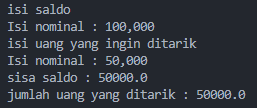 isi saldo
Isi nominal : 100,000
isi uang yang ingin ditarik
Isi nominal : 50,000
sisa saldo : 50000.0
jumlah uang yang ditarik : 50000.0